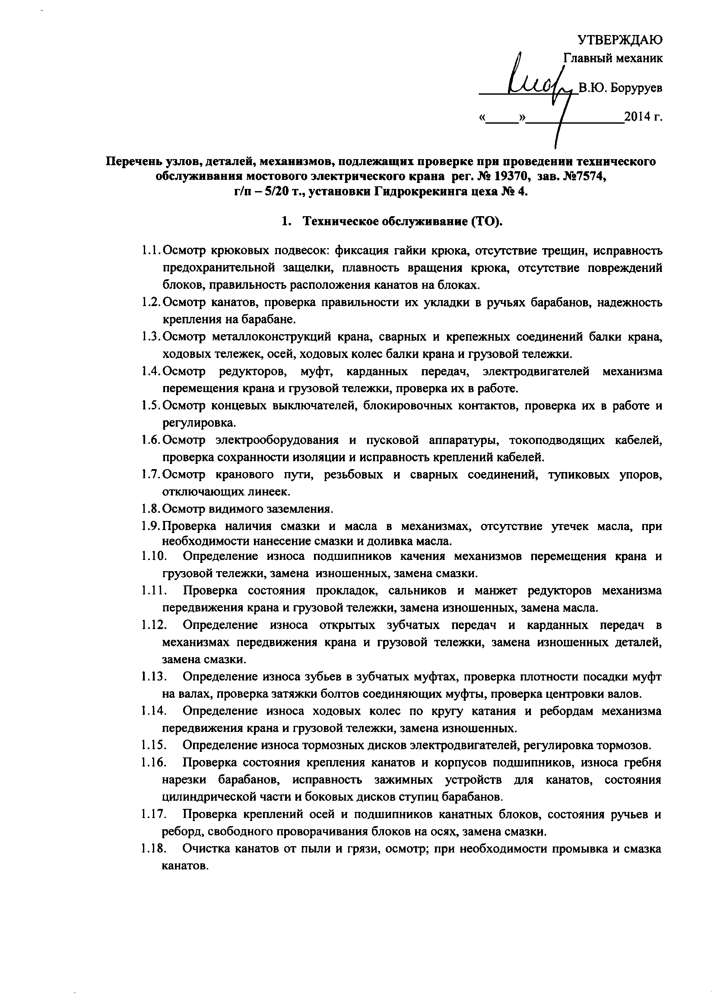 УТВЕРЖДАЮ
Главный механик
В.Ю. Боруруев
«_____»_______________2014 г.
Перечень узлов, деталей, механизмов, подлежащих проверке при проведении технического
обслуживания мостового электрического крана рег. № 19370, зав. №7574,
г/п – 5/20 т., установки Гидрокрекинга цеха № 4.
1. Техническое обслуживание (ТО).
1.1. Осмотр крюковых подвесок: фиксация гайки крюка, отсутствие трещин, исправность
предохранительной защелки, плавность вращения крюка, отсутствие повреждений
блоков, правильность расположения канатов на блоках.
1.2. Осмотр канатов, проверка правильности их укладки в ручьях барабанов, надежность
крепления на барабане.
1.3. Осмотр металлоконструкций крана, сварных и крепежных соединений балки крана,
ходовых тележек, осей, ходовых колес балки крана и грузовой тележки.
1.4. Осмотр редукторов, муфт, карданных передач, электродвигателей механизма
перемещения крана и грузовой тележки, проверка их в работе.
1.5. Осмотр концевых выключателей, блокировочных контактов, проверка их в работе и
регулировка.
1.6. Осмотр электрооборудования и пусковой аппаратуры, токоподводящих кабелей,
проверка сохранности изоляции и исправность креплений кабелей.
1.7. Осмотр кранового пути, резьбовых и сварных соединений, тупиковых упоров,
отключающих линеек.
1.8. Осмотр видимого заземления.
1.9. Проверка наличия смазки и масла в механизмах, отсутствие утечек масла, при
необходимости нанесение смазки и доливка масла.
1.10. Определение износа подшипников качения механизмов перемещения крана и
грузовой тележки, замена изношенных, замена смазки.
1.11. Проверка состояния прокладок, сальников и манжет редукторов механизма
передвижения крана и грузовой тележки, замена изношенных, замена масла.
1.12. Определение износа открытых зубчатых передач и карданных передач в
механизмах передвижения крана и грузовой тележки, замена изношенных деталей,
замена смазки.
1.13. Определение износа зубьев в зубчатых муфтах, проверка плотности посадки муфт
на валах, проверка затяжки болтов соединяющих муфты, проверка центровки валов.
1.14. Определение износа ходовых колес по кругу катания и ребордам механизма
передвижения крана и грузовой тележки, замена изношенных.
1.15. Определение износа тормозных дисков электродвигателей, регулировка тормозов.
1.16. Проверка состояния крепления канатов и корпусов подшипников, износа гребня
нарезки барабанов, исправность зажимных устройств для канатов, состояния
цилиндрической части и боковых дисков ступиц барабанов.
1.17. Проверка креплений осей и подшипников канатных блоков, состояния ручьев и
реборд, свободного проворачивания блоков на осях, замена смазки.
1.18. Очистка канатов от пыли и грязи, осмотр; при необходимости промывка и смазка
канатов.